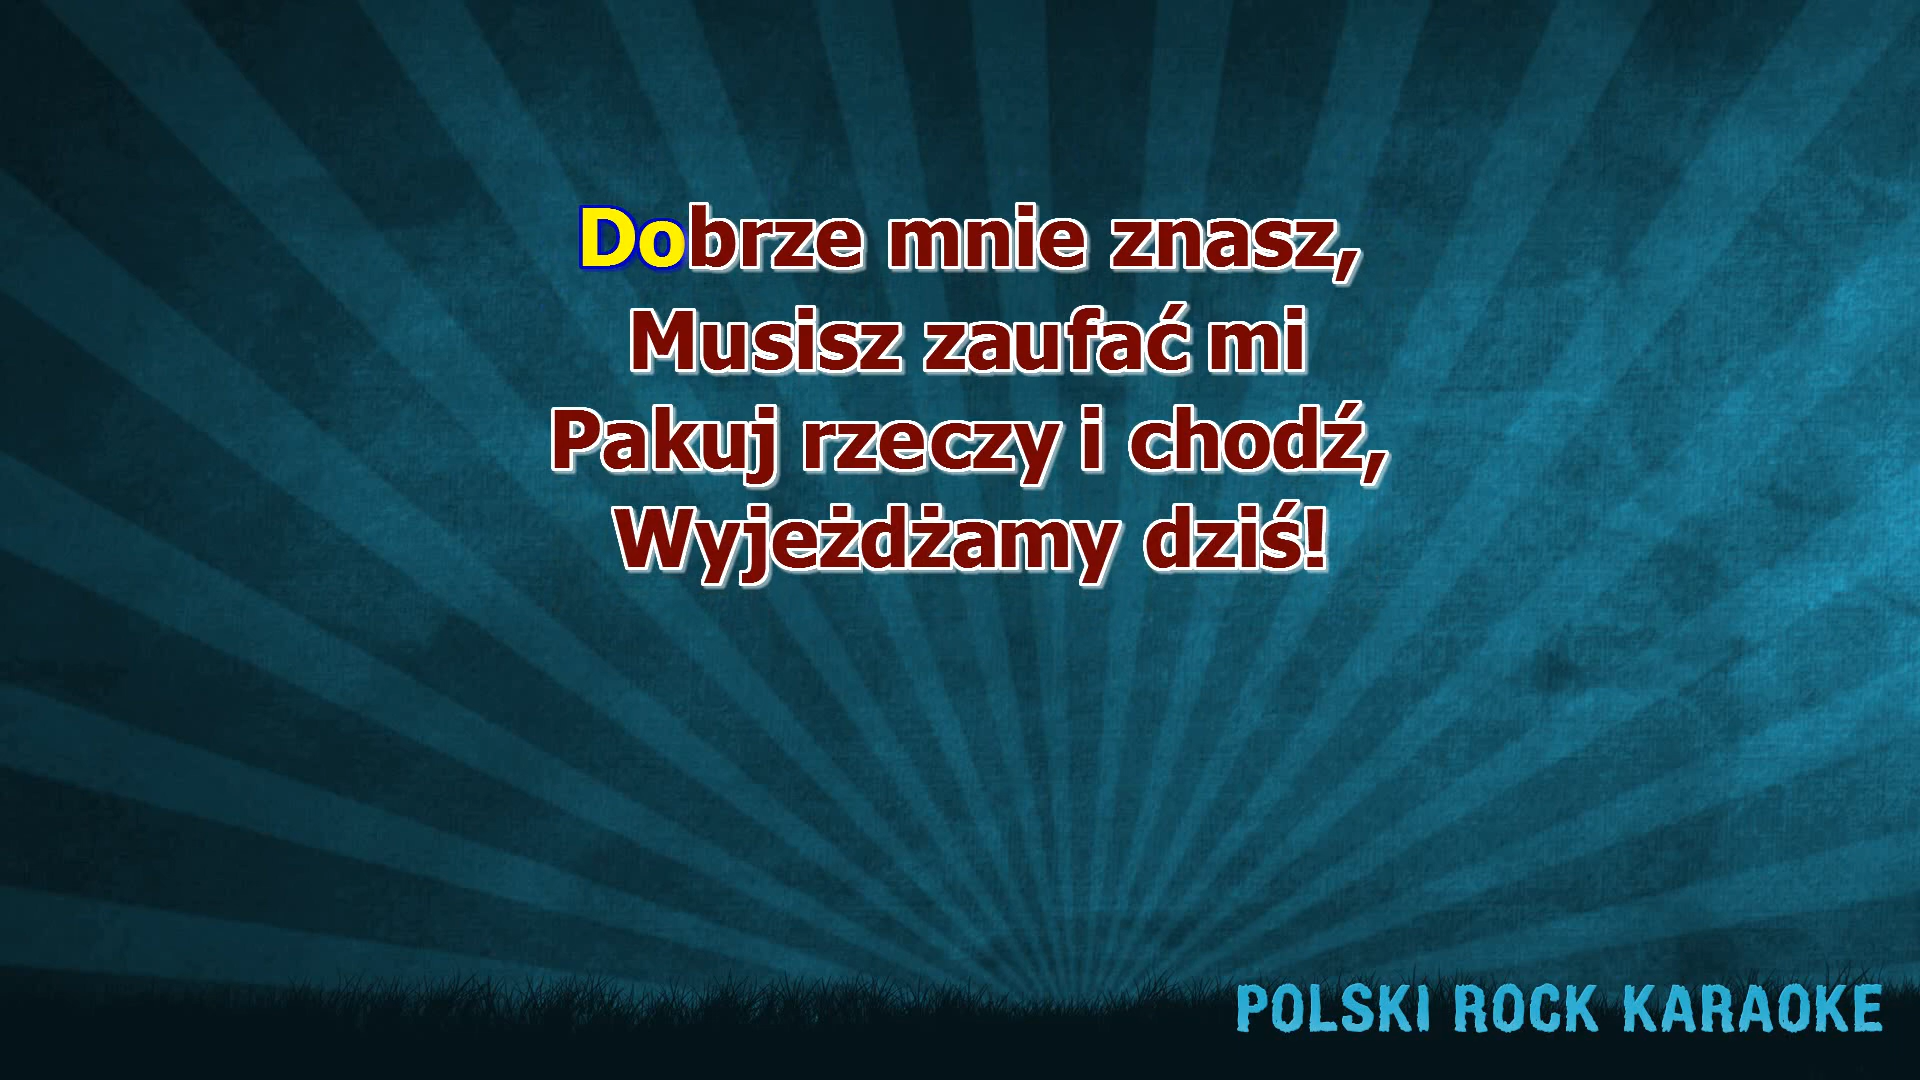 Dobrze mnie znasz,
Musisz zaufać mi
Pakuj rzeczy i chodź,
Wyjeżdżamy dziś!
POLSKI ROCK KARAOKE